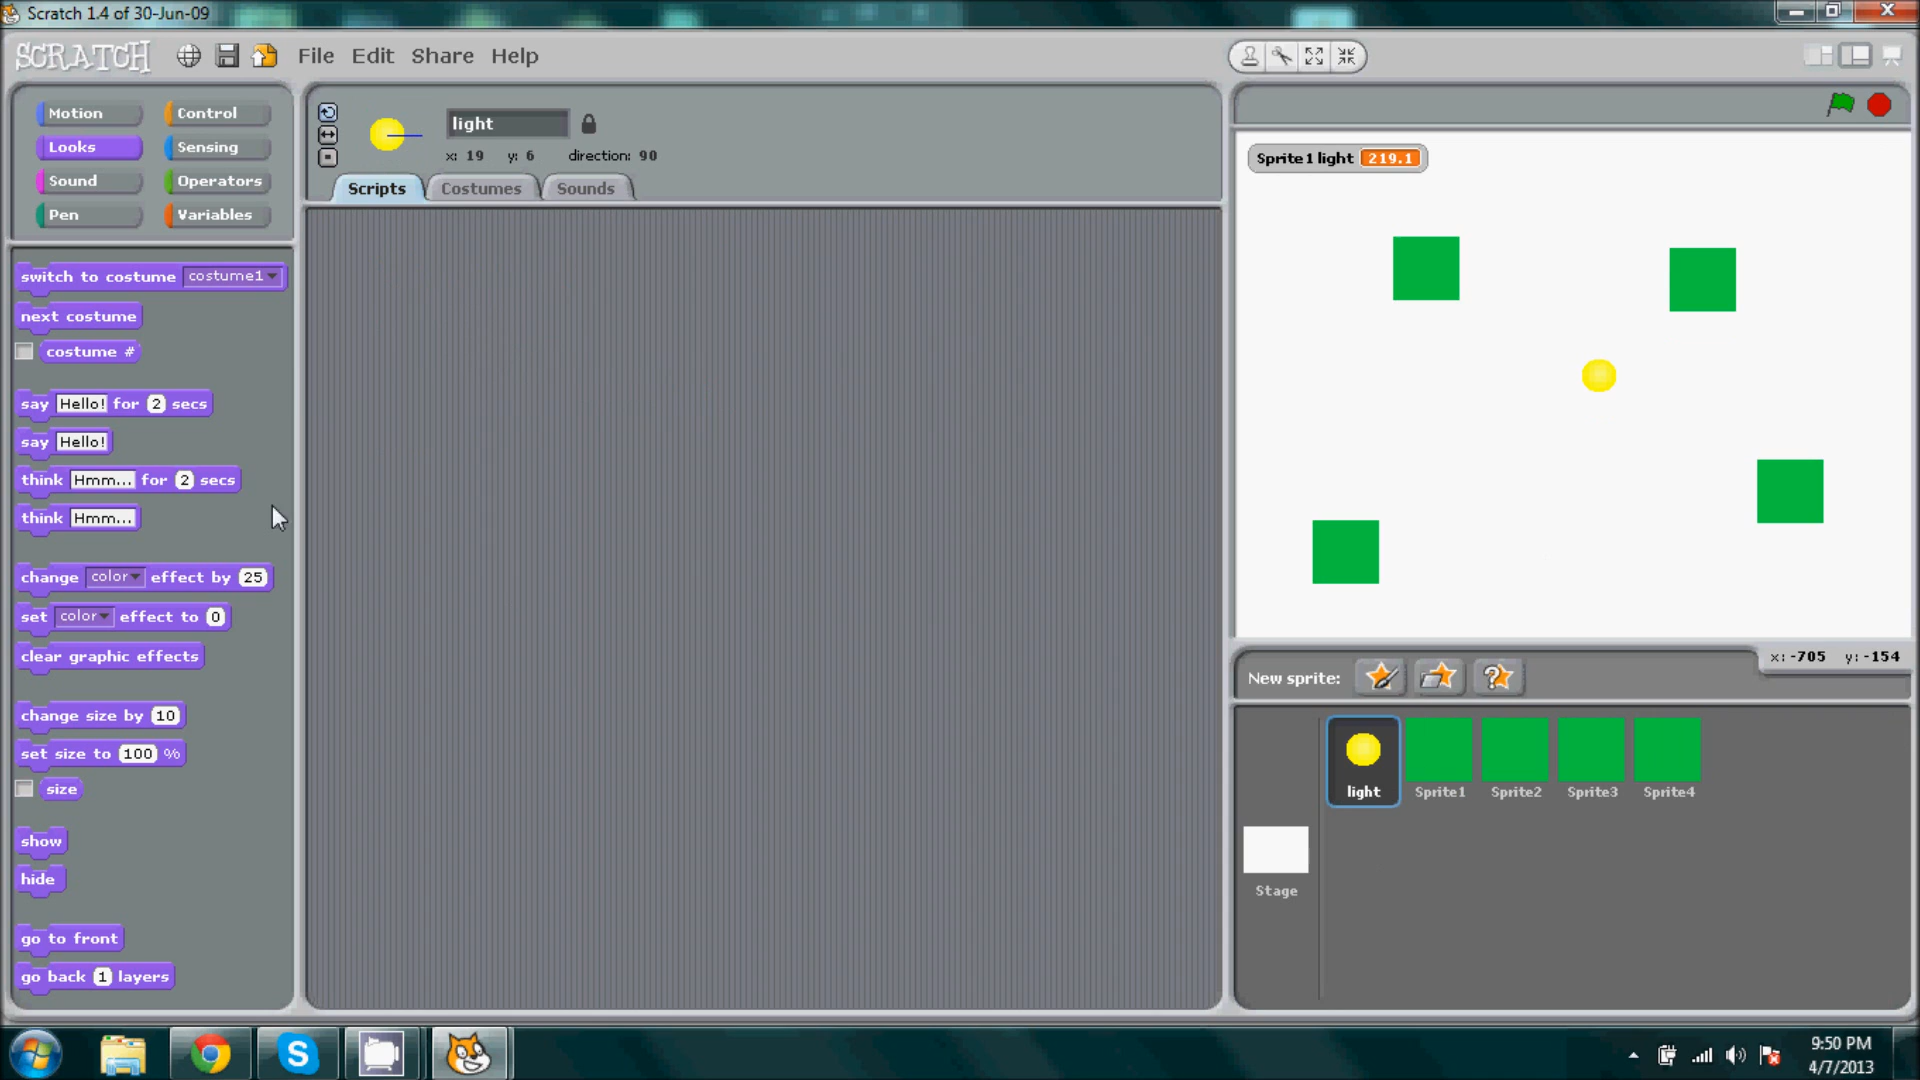 Scratch 1.4 of 30-Jun-09
SCRATCH File Edit Share Help
Motion Control
Looks Sensing
Sound Operators
Pen Variables
light
x: 19 y: 6 direction: 90
Scripts Costumes Sounds
switch to costume costume1
next costume
costume #
say Hello! for 2 secs
say Hello!
think Hmm... for 2 secs
think Hmm...
change color effect by 25
set color effect to 0
clear graphic effects
change size by 10
set size to 100 %
size
show
hide
go to front
go back 1 layers
Sprite1 light 219.1
x: -705 y: -154
New sprite:
light Sprite1 Sprite2 Sprite3 Sprite4
Stage
9:50 PM
4/7/2013